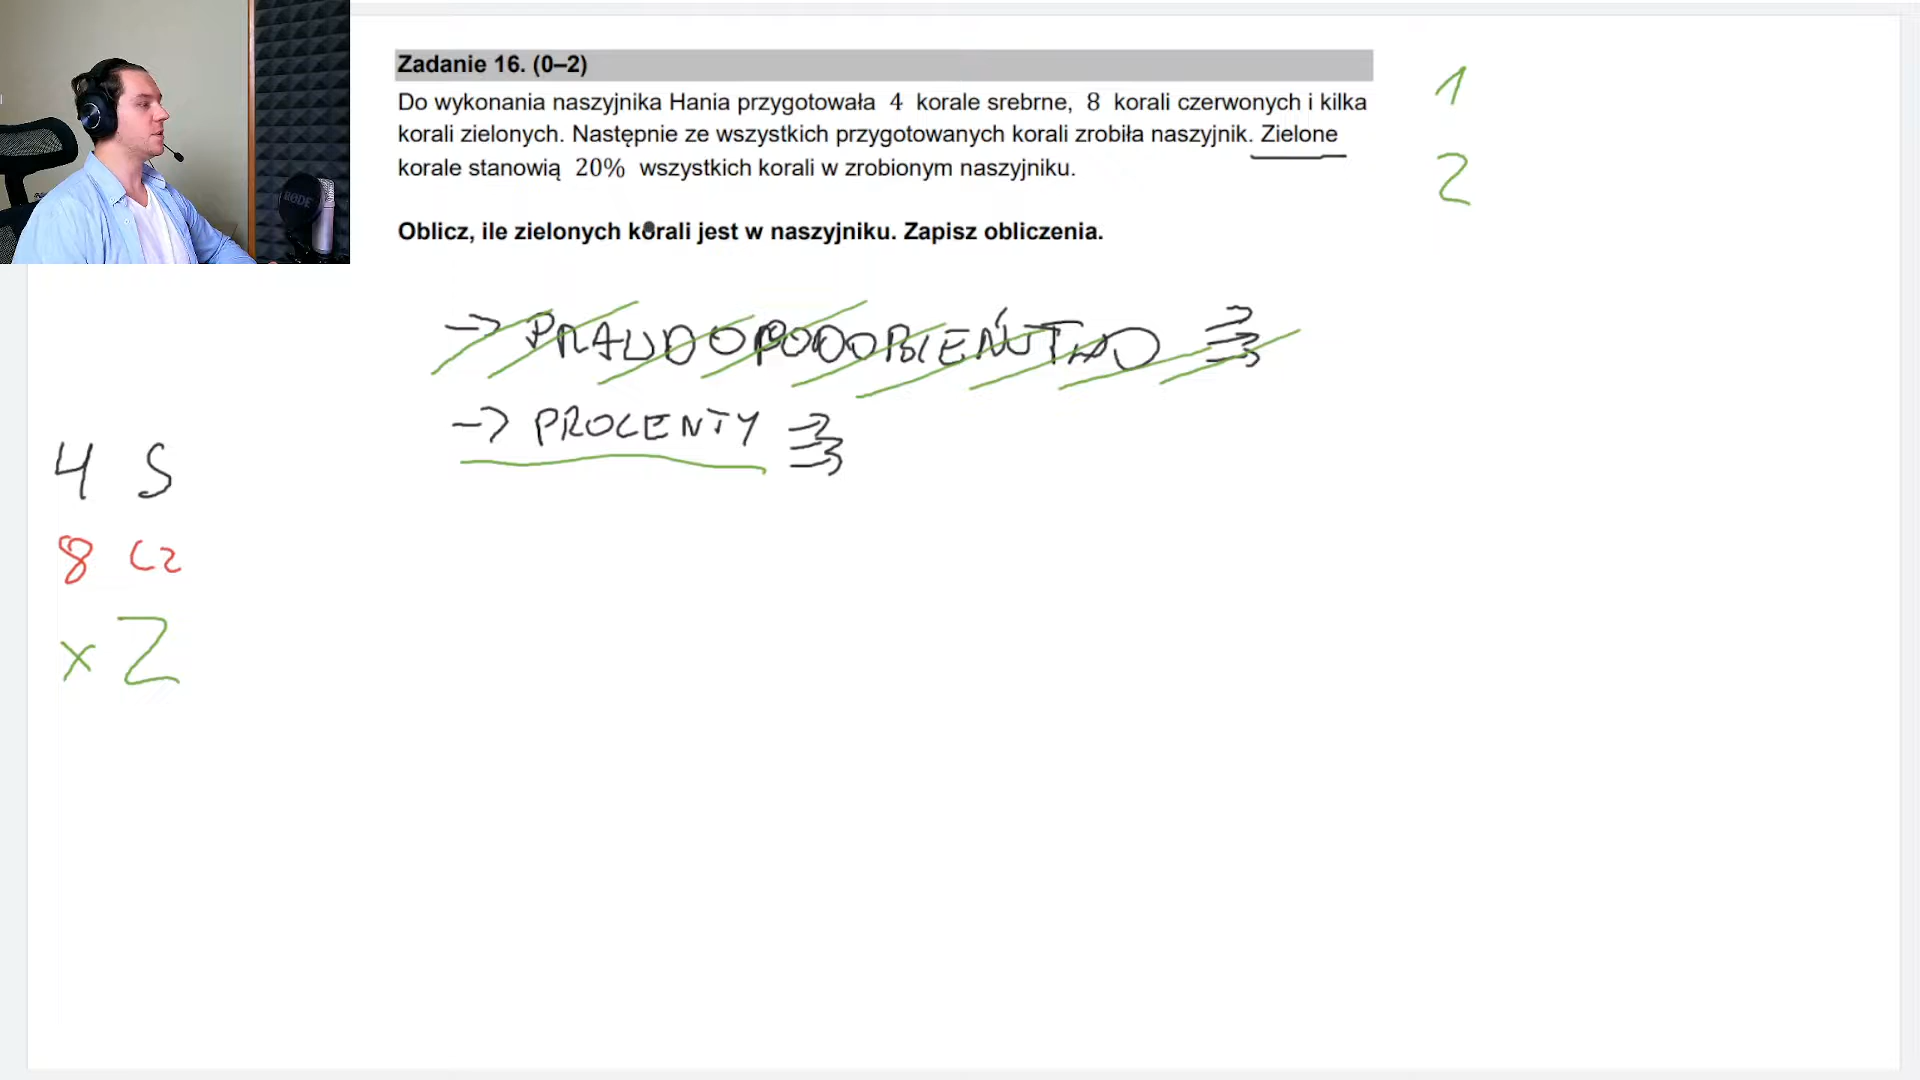 Zadanie 16. (0–2)
Do wykonania naszyjnika Hania przygotowała 4 korale srebrne, 8 korali czerwonych i kilka
korali zielonych. Następnie ze wszystkich przygotowanych korali zrobiła naszyjnik. Zielone
korale stanowią 20% wszystkich korali w zrobionym naszyjniku.
Oblicz, ile zielonych korali jest w naszyjniku. Zapisz obliczenia.
1
2
→ PRAWDOPODOBIEŃSTWO
→ PROCENTY
4 S
8 CZ
x Z
RØDE